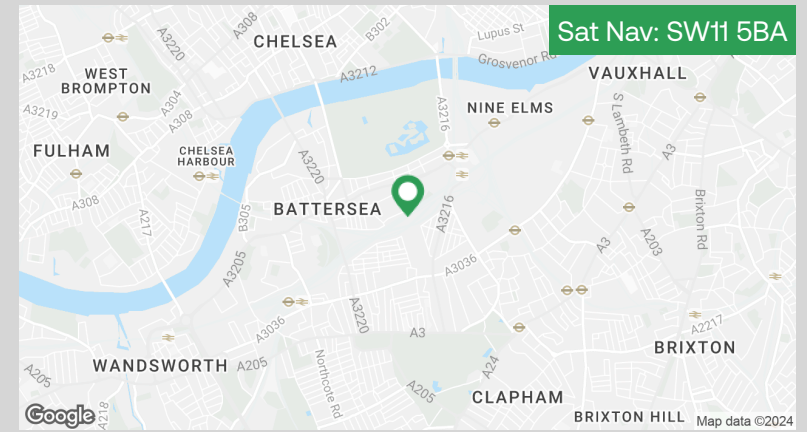 Sat Nav: SW11 5BA
Lupus St
B302
A308
A3220
CHELSEA
Grosvenor Rd
A3218
WEST
BROMPTON
A3212
VAUXHALL
A304
A3219
A308
A3216
NINE ELMS
S Lambeth Rd
FULHAM
CHELSEA
HARBOUR
A3220
A3
A308
A217
B305
BATTERSEA
A3216
Brixton Rd
A203
A3
A3205
A3036
A3220
A3036
A3
A2217
BRIXTON
WANDSWORTH
A205
A205
Northcote Rd
A24
A205
CLAPHAM
A218
BRIXTON HILL
Google
Map data ©2024